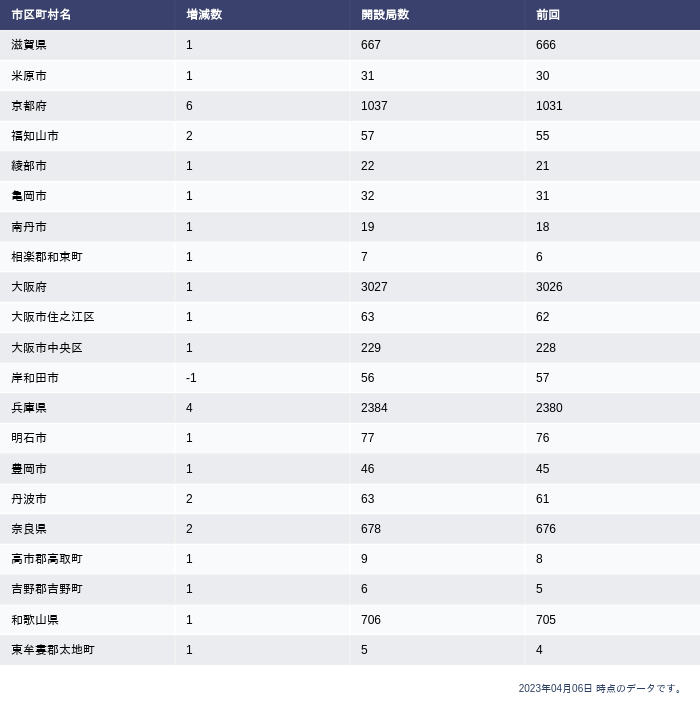 市区町村名 増減数 開設局数 前回
滋賀県 1 667 666
米原市 1 31 30
京都府 6 1037 1031
福知山市 2 57 55
綾部市 1 22 21
亀岡市 1 32 31
南丹市 1 19 18
相楽郡和束町 1 7 6
大阪府 1 3027 3026
大阪市住之江区 1 63 62
大阪市中央区 1 229 228
岸和田市 -1 56 57
兵庫県 4 2384 2380
明石市 1 77 76
豊岡市 1 46 45
丹波市 2 63 61
奈良県 2 678 676
高市郡高取町 1 9 8
吉野郡吉野町 1 6 5
和歌山県 1 706 705
東牟婁郡太地町 1 5 4
2023年04月06日 時点のデータです。